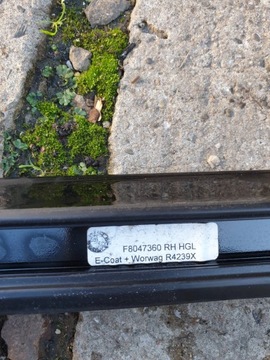 F8047360 RH HGL
E-Coat + Worwag R4239X